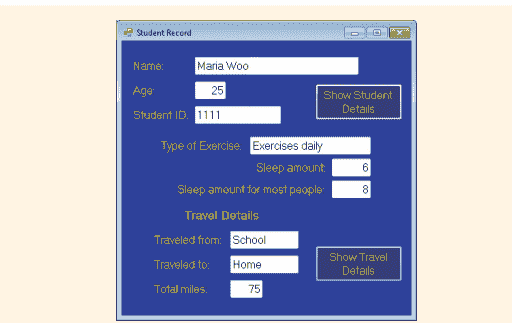 Student Record
Name: Maria Woo
Age: 25
Show Student Details
Student ID: 1111
Type of Exercise: Exercises daily
Sleep amount: 6
Sleep amount for most people: 8
Travel Details
Traveled from: School
Traveled to: Home
Show Travel Details
Total miles: 75